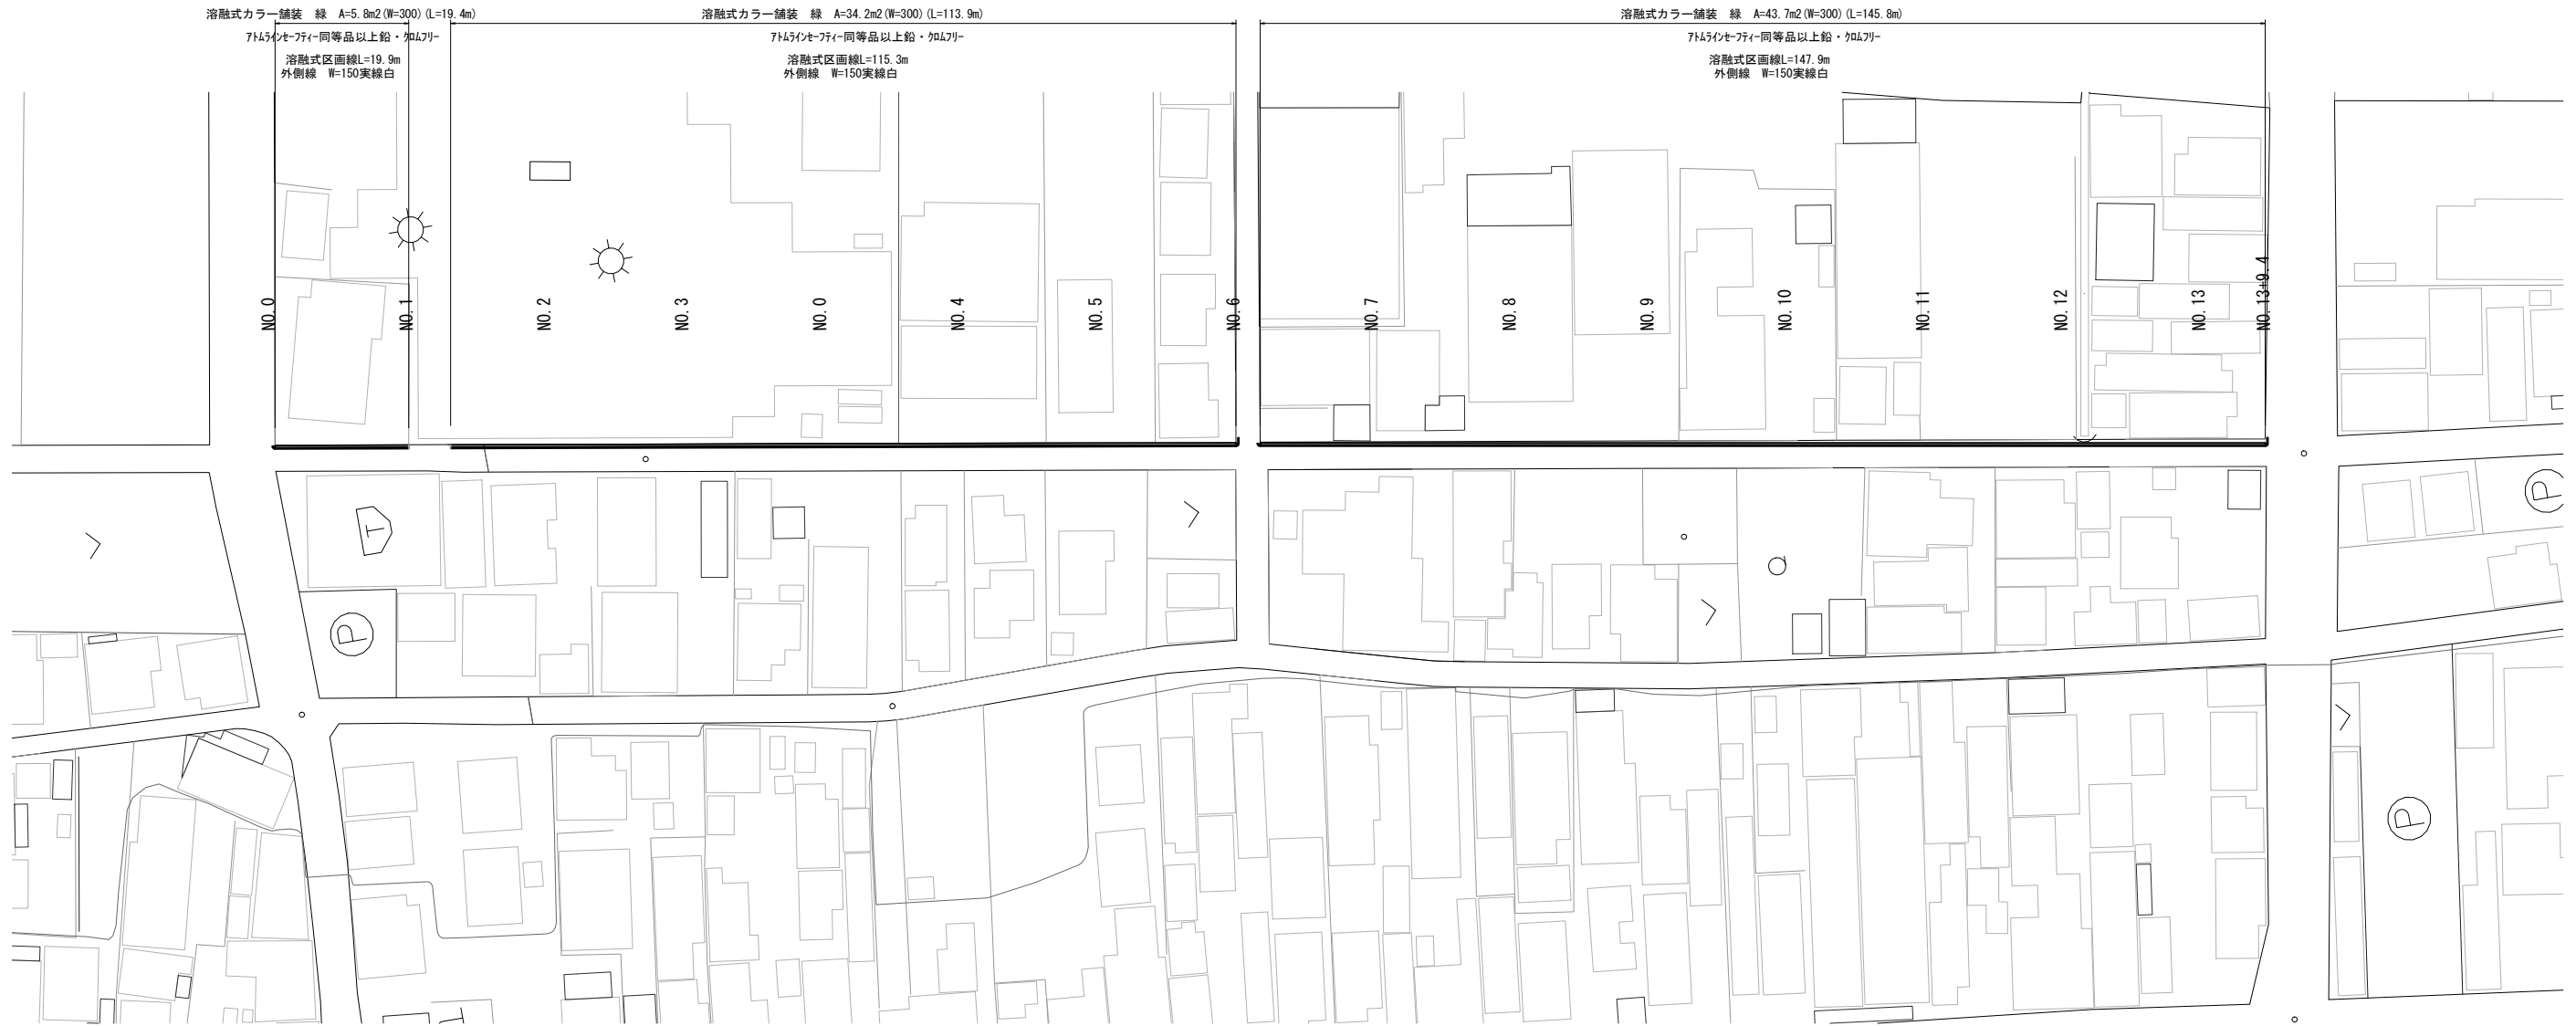 溶融式カラー舗装　緑　A=5.8m2(W=300)(L=19.4m)
ｱﾄﾑﾗｲﾝｾｰﾌﾃｨｰ同等品以上鉛・ｸﾛﾑﾌﾘｰ
溶融式区画線L=19.9m
外側線　W=150実線白
溶融式カラー舗装　緑　A=34.2m2(W=300)(L=113.9m)
ｱﾄﾑﾗｲﾝｾｰﾌﾃｨｰ同等品以上鉛・ｸﾛﾑﾌﾘｰ
溶融式区画線L=115.3m
外側線　W=150実線白
溶融式カラー舗装　緑　A=43.7m2(W=300)(L=145.8m)
ｱﾄﾑﾗｲﾝｾｰﾌﾃｨｰ同等品以上鉛・ｸﾛﾑﾌﾘｰ
溶融式区画線L=147.9m
外側線　W=150実線白
NO.0
NO.1
NO.2
NO.3
NO.0
NO.4
NO.5
NO.6
NO.7
NO.8
NO.9
NO.10
NO.11
NO.12
NO.13
NO.13+9.4
T
P
P
P
T